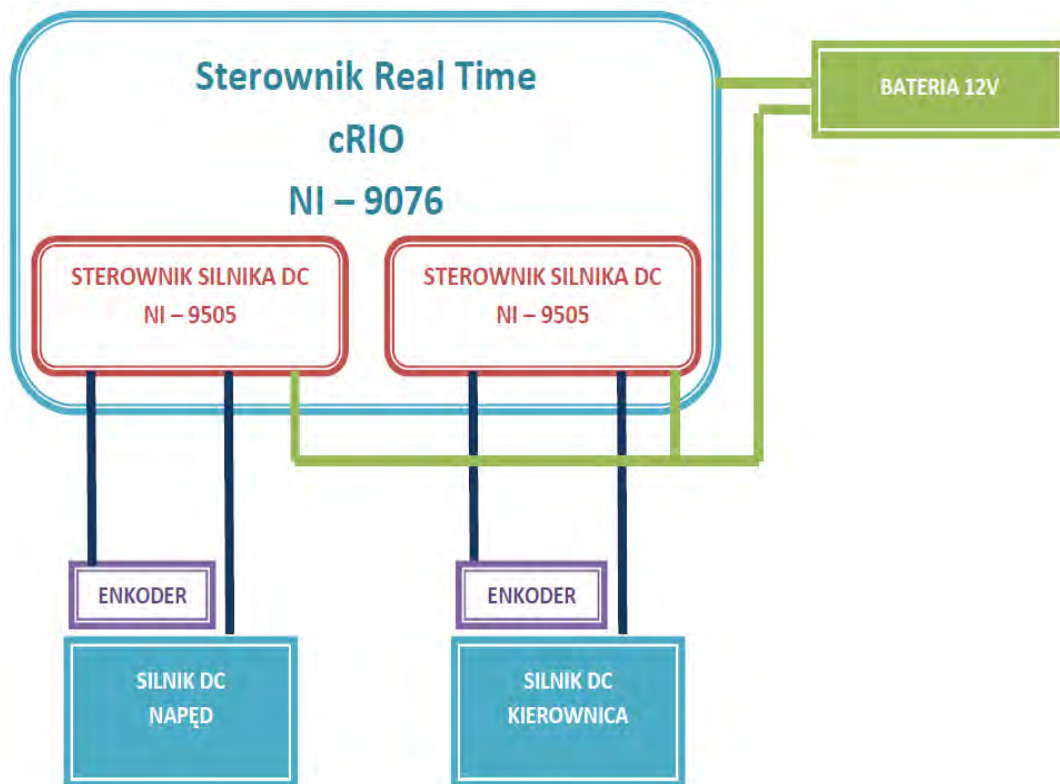 Sterownik Real Time
cRIO
NI – 9076
BATERIA 12V
STEROWNIK SILNIKA DC
NI – 9505
STEROWNIK SILNIKA DC
NI – 9505
ENKODER
ENKODER
SILNIK DC
NAPĘD
SILNIK DC
KIEROWNICA